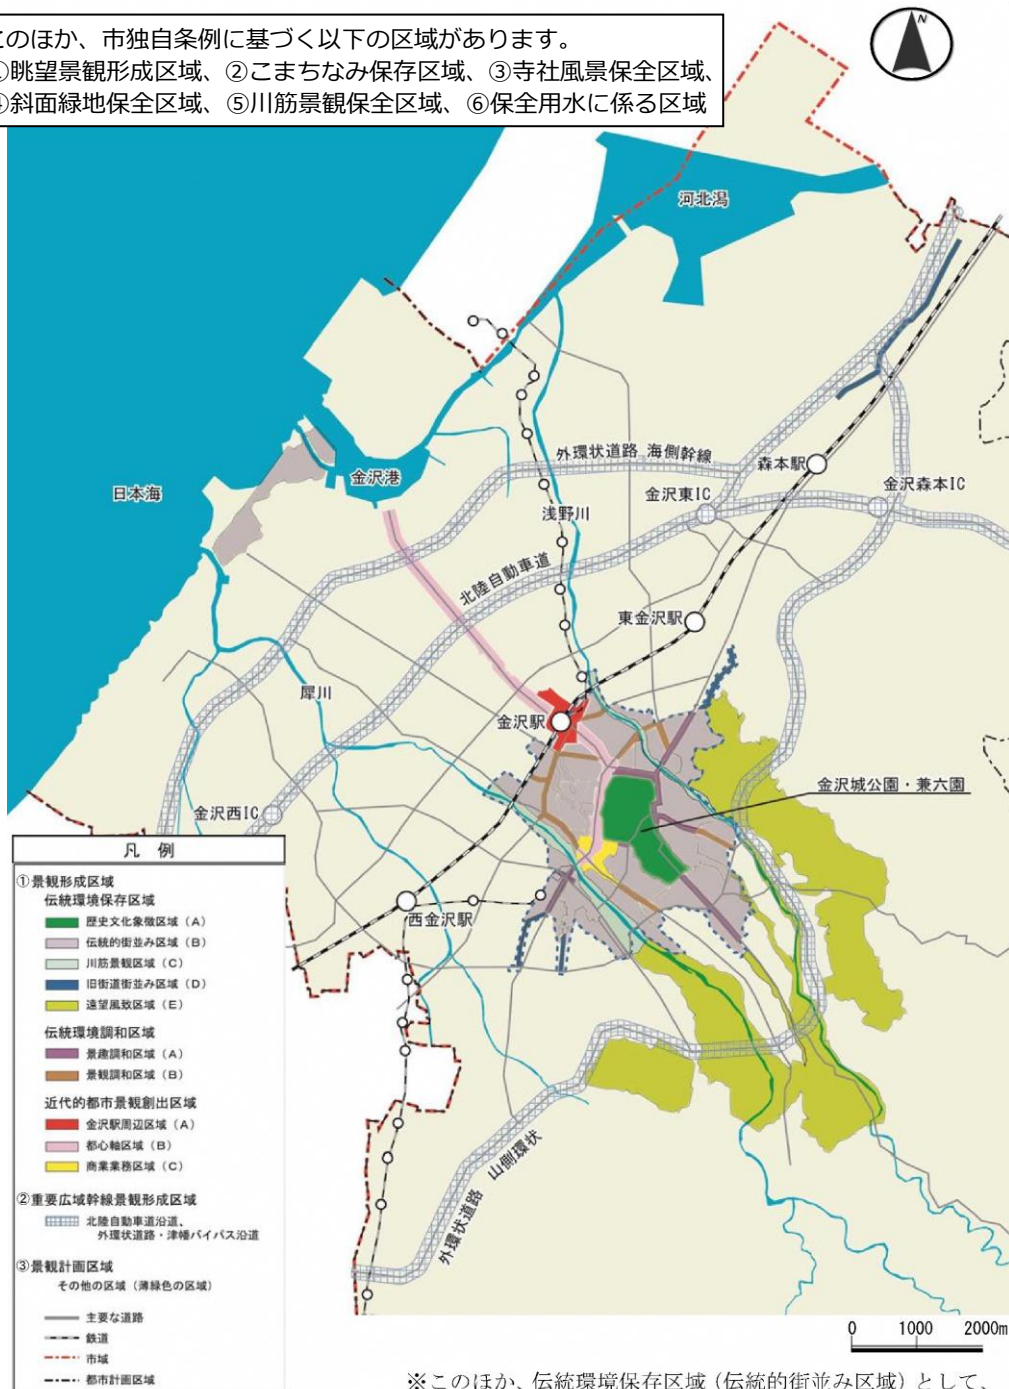 このほか、市独自条例に基づく以下の区域があります。
①眺望景観形成区域、②こまちなみ保存区域、③寺社風景保全区域、
④斜面緑地保全区域、⑤川筋景観保全区域、⑥保全用水に係る区域
N
河北潟
外環状道路 海側幹線
森本駅
金沢港
日本海
金沢東IC
金沢森本IC
浅野川
北陸自動車道
東金沢駅
犀川
金沢駅
金沢城公園・兼六園
金沢西IC
西金沢駅
外環状道路 山側環状
凡 例
①景観形成区域
伝統環境保存区域
歴史文化象徴区域（A）
伝統的街並み区域（B）
川筋景観区域（C）
旧街道街並み区域（D）
遠望風致区域（E）
伝統環境調和区域
景趣調和区域（A）
景観調和区域（B）
近代的都市景観創出区域
金沢駅周辺区域（A）
都心軸区域（B）
商業業務区域（C）
②重要広域幹線景観形成区域
北陸自動車道沿道、
外環状道路・津幡バイパス沿道
③景観計画区域
その他の区域（薄緑色の区域）
主要な道路
鉄道
市域
都市計画区域
0 1000 2000m
※このほか、伝統環境保存区域（伝統的街並み区域）として、